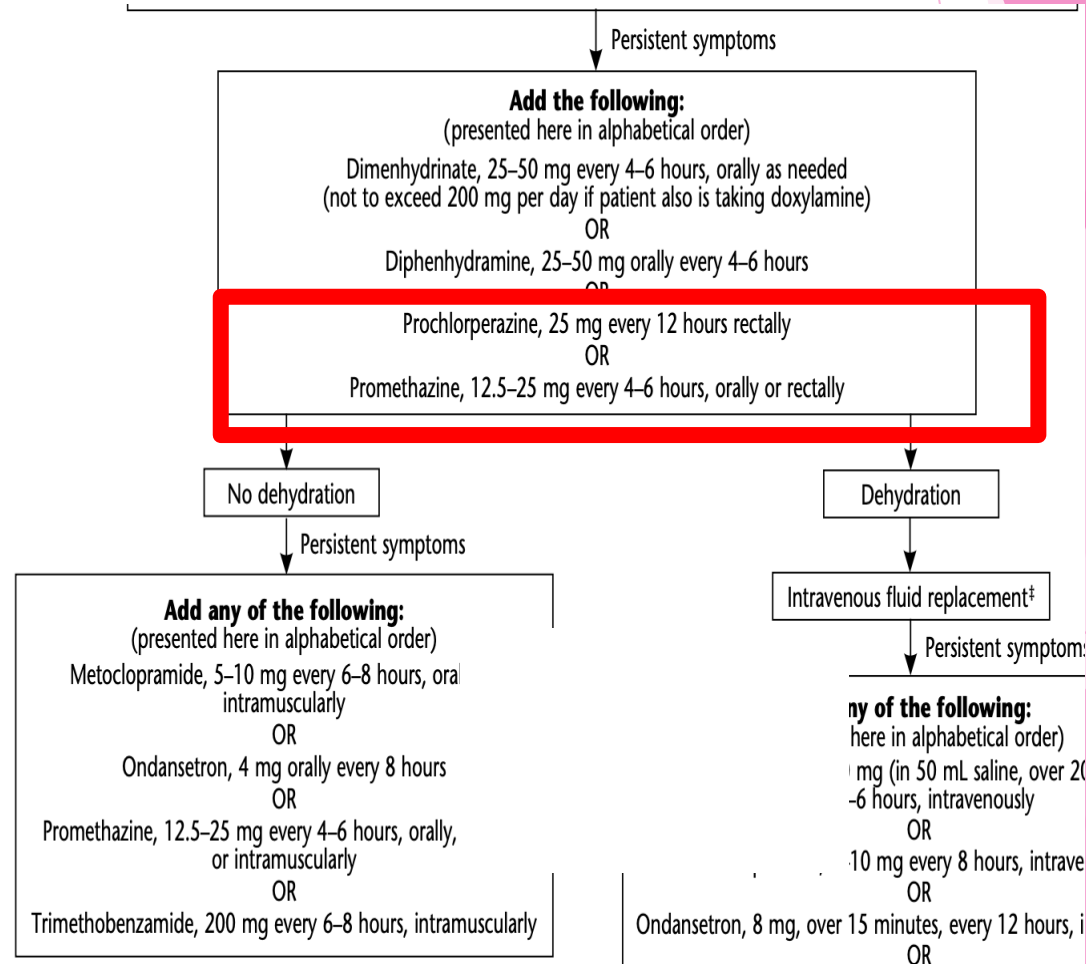 Persistent symptoms
Add the following:
(presented here in alphabetical order)
Dimenhydrinate, 25–50 mg every 4–6 hours, orally as needed
(not to exceed 200 mg per day if patient also is taking doxylamine)
OR
Diphenhydramine, 25–50 mg orally every 4–6 hours
OR
Prochlorperazine, 25 mg every 12 hours rectally
OR
Promethazine, 12.5–25 mg every 4–6 hours, orally or rectally
No dehydration
Persistent symptoms
Add any of the following:
(presented here in alphabetical order)
Metoclopramide, 5–10 mg every 6–8 hours,
intramuscularly
OR
Ondansetron, 4 mg orally every 8 hours
OR
Promethazine, 12.5–25 mg every 4–6 hours, orally,
or intramuscularly
OR
Trimethobenzamide, 200 mg every 6–8 hours, intramuscularly
Dehydration
Intravenous fluid replacement‡
Persistent symptoms
of the following:
here in alphabetical order)
mg (in 50 mL saline, over
–6 hours, intravenously
OR
10 mg every 8 hours,
OR
Ondansetron, 8 mg, over 15 minutes, every 12 hours,
OR